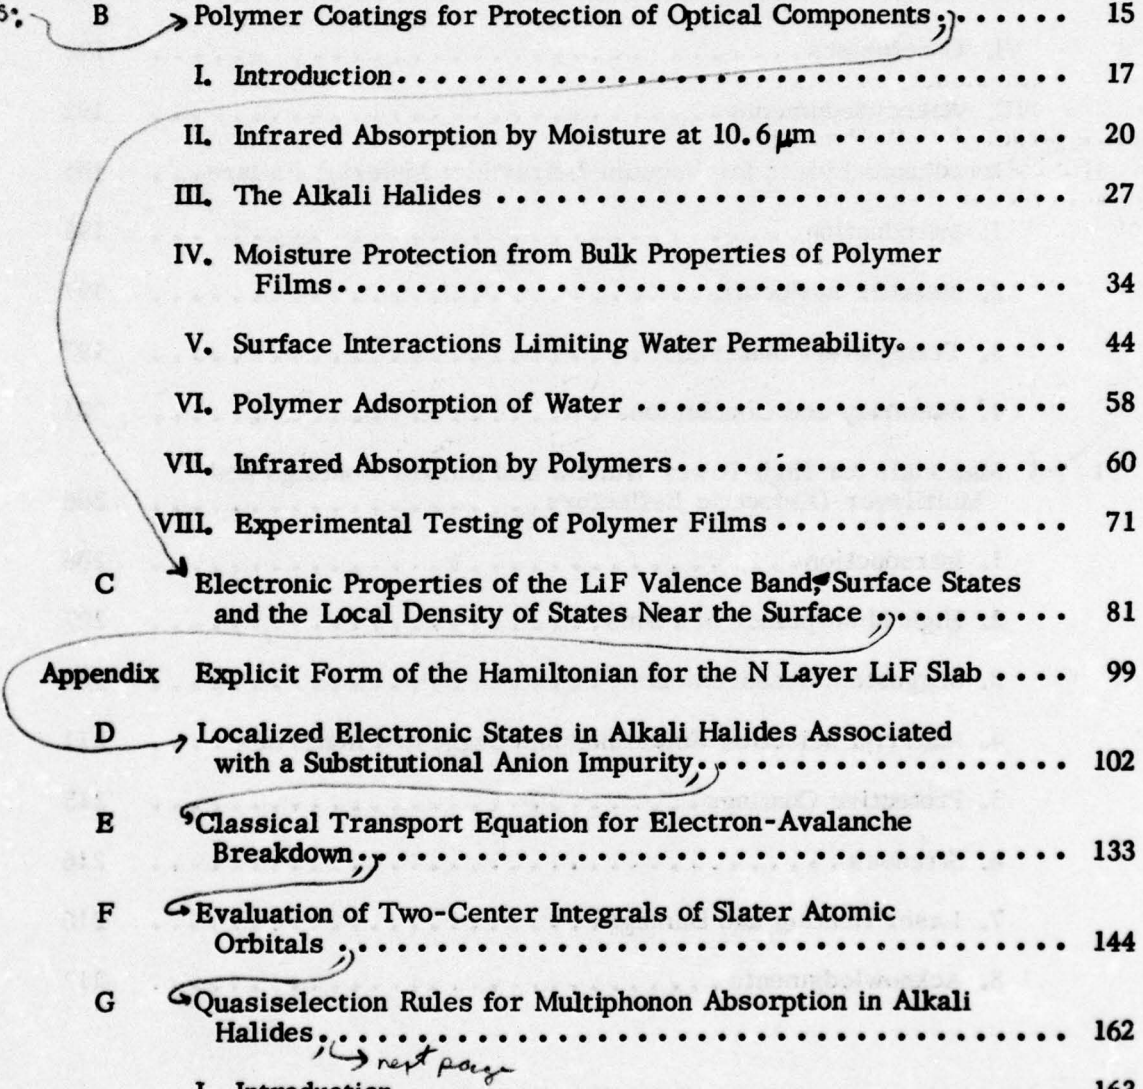 s; B Polymer Coatings for Protection of Optical Components ;. . . . . . . 15
I. Introduction . . . . . . . . . . . . . . . . . . . . . . . . . . . . . . . . 17
II. Infrared Absorption by Moisture at 10.6 μm . . . . . . . . . . . 20
III. The Alkali Halides . . . . . . . . . . . . . . . . . . . . . . . . . . . 27
IV. Moisture Protection from Bulk Properties of Polymer
Films . . . . . . . . . . . . . . . . . . . . . . . . . . . . . . . . . . . 34
V. Surface Interactions Limiting Water Permeability . . . . . . . . 44
VI. Polymer Adsorption of Water . . . . . . . . . . . . . . . . . . . . 58
VII. Infrared Absorption by Polymers . . . . . . . . . . . . . . . . . . 60
VIII. Experimental Testing of Polymer Films . . . . . . . . . . . . . . 71
C Electronic Properties of the LiF Valence Band, Surface States
and the Local Density of States Near the Surface ;. . . . . . . . . 81
Appendix Explicit Form of the Hamiltonian for the N Layer LiF Slab . . . . 99
D Localized Electronic States in Alkali Halides Associated
with a Substitutional Anion Impurity ;. . . . . . . . . . . . . . . . . 102
E Classical Transport Equation for Electron-Avalanche
Breakdown ;. . . . . . . . . . . . . . . . . . . . . . . . . . . . . . . . 133
F Evaluation of Two-Center Integrals of Slater Atomic
Orbitals ;. . . . . . . . . . . . . . . . . . . . . . . . . . . . . . . . . . 144
G Quasiselection Rules for Multiphonon Absorption in Alkali
Halides ;. . . . . . . . . . . . . . . . . . . . . . . . . . . . . . . . . . . 162
next page
I. Introduction 163